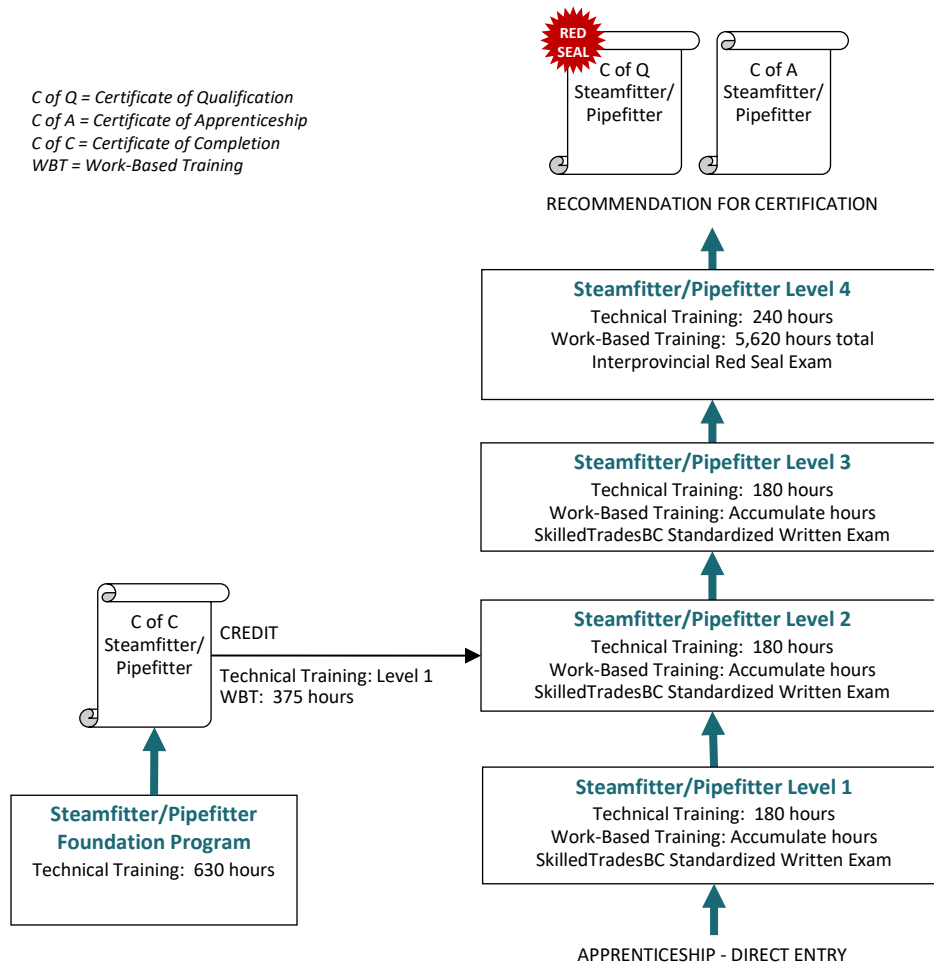 RED
SEAL
C of Q
Steamfitter/
Pipefitter
C of A
Steamfitter/
Pipefitter
C of Q = Certificate of Qualification
C of A = Certificate of Apprenticeship
C of C = Certificate of Completion
WBT = Work-Based Training
RECOMMENDATION FOR CERTIFICATION
Steamfitter/Pipefitter Level 4
Technical Training:  240 hours
Work-Based Training:  5,620 hours total
Interprovincial Red Seal Exam
Steamfitter/Pipefitter Level 3
Technical Training:  180 hours
Work-Based Training: Accumulate hours
SkilledTradesBC Standardized Written Exam
C of C
Steamfitter/
Pipefitter
CREDIT
Technical Training: Level 1
WBT:  375 hours
Steamfitter/Pipefitter Level 2
Technical Training:  180 hours
Work-Based Training: Accumulate hours
SkilledTradesBC Standardized Written Exam
Steamfitter/Pipefitter Level 1
Technical Training:  180 hours
Work-Based Training: Accumulate hours
SkilledTradesBC Standardized Written Exam
Steamfitter/Pipefitter
Foundation Program
Technical Training:  630 hours
APPRENTICESHIP - DIRECT ENTRY